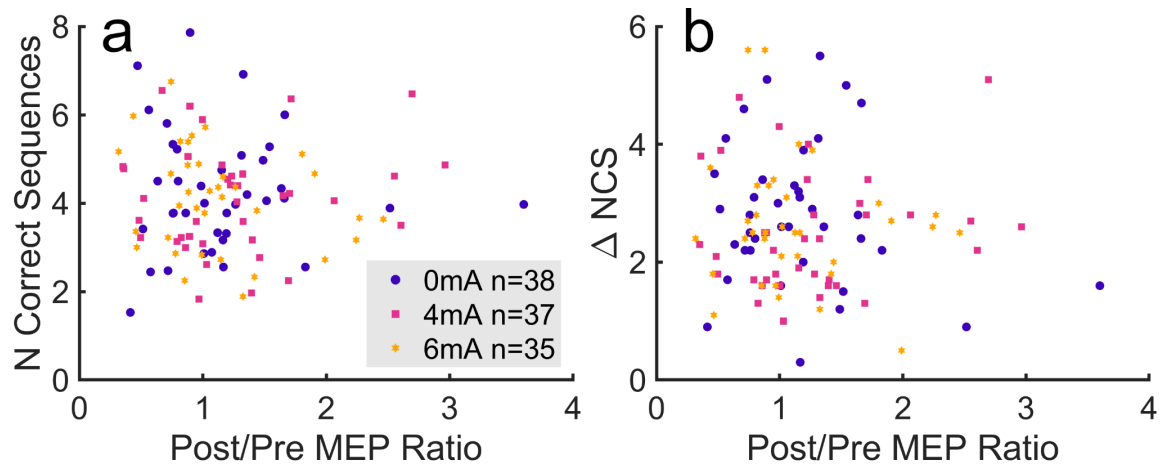 a
N Correct Sequences
8
6
4
2
0
0mA n=38
4mA n=37
6mA n=35
0 1 2 3 4
Post/Pre MEP Ratio
b
Δ NCS
6
4
2
0
0 1 2 3 4
Post/Pre MEP Ratio